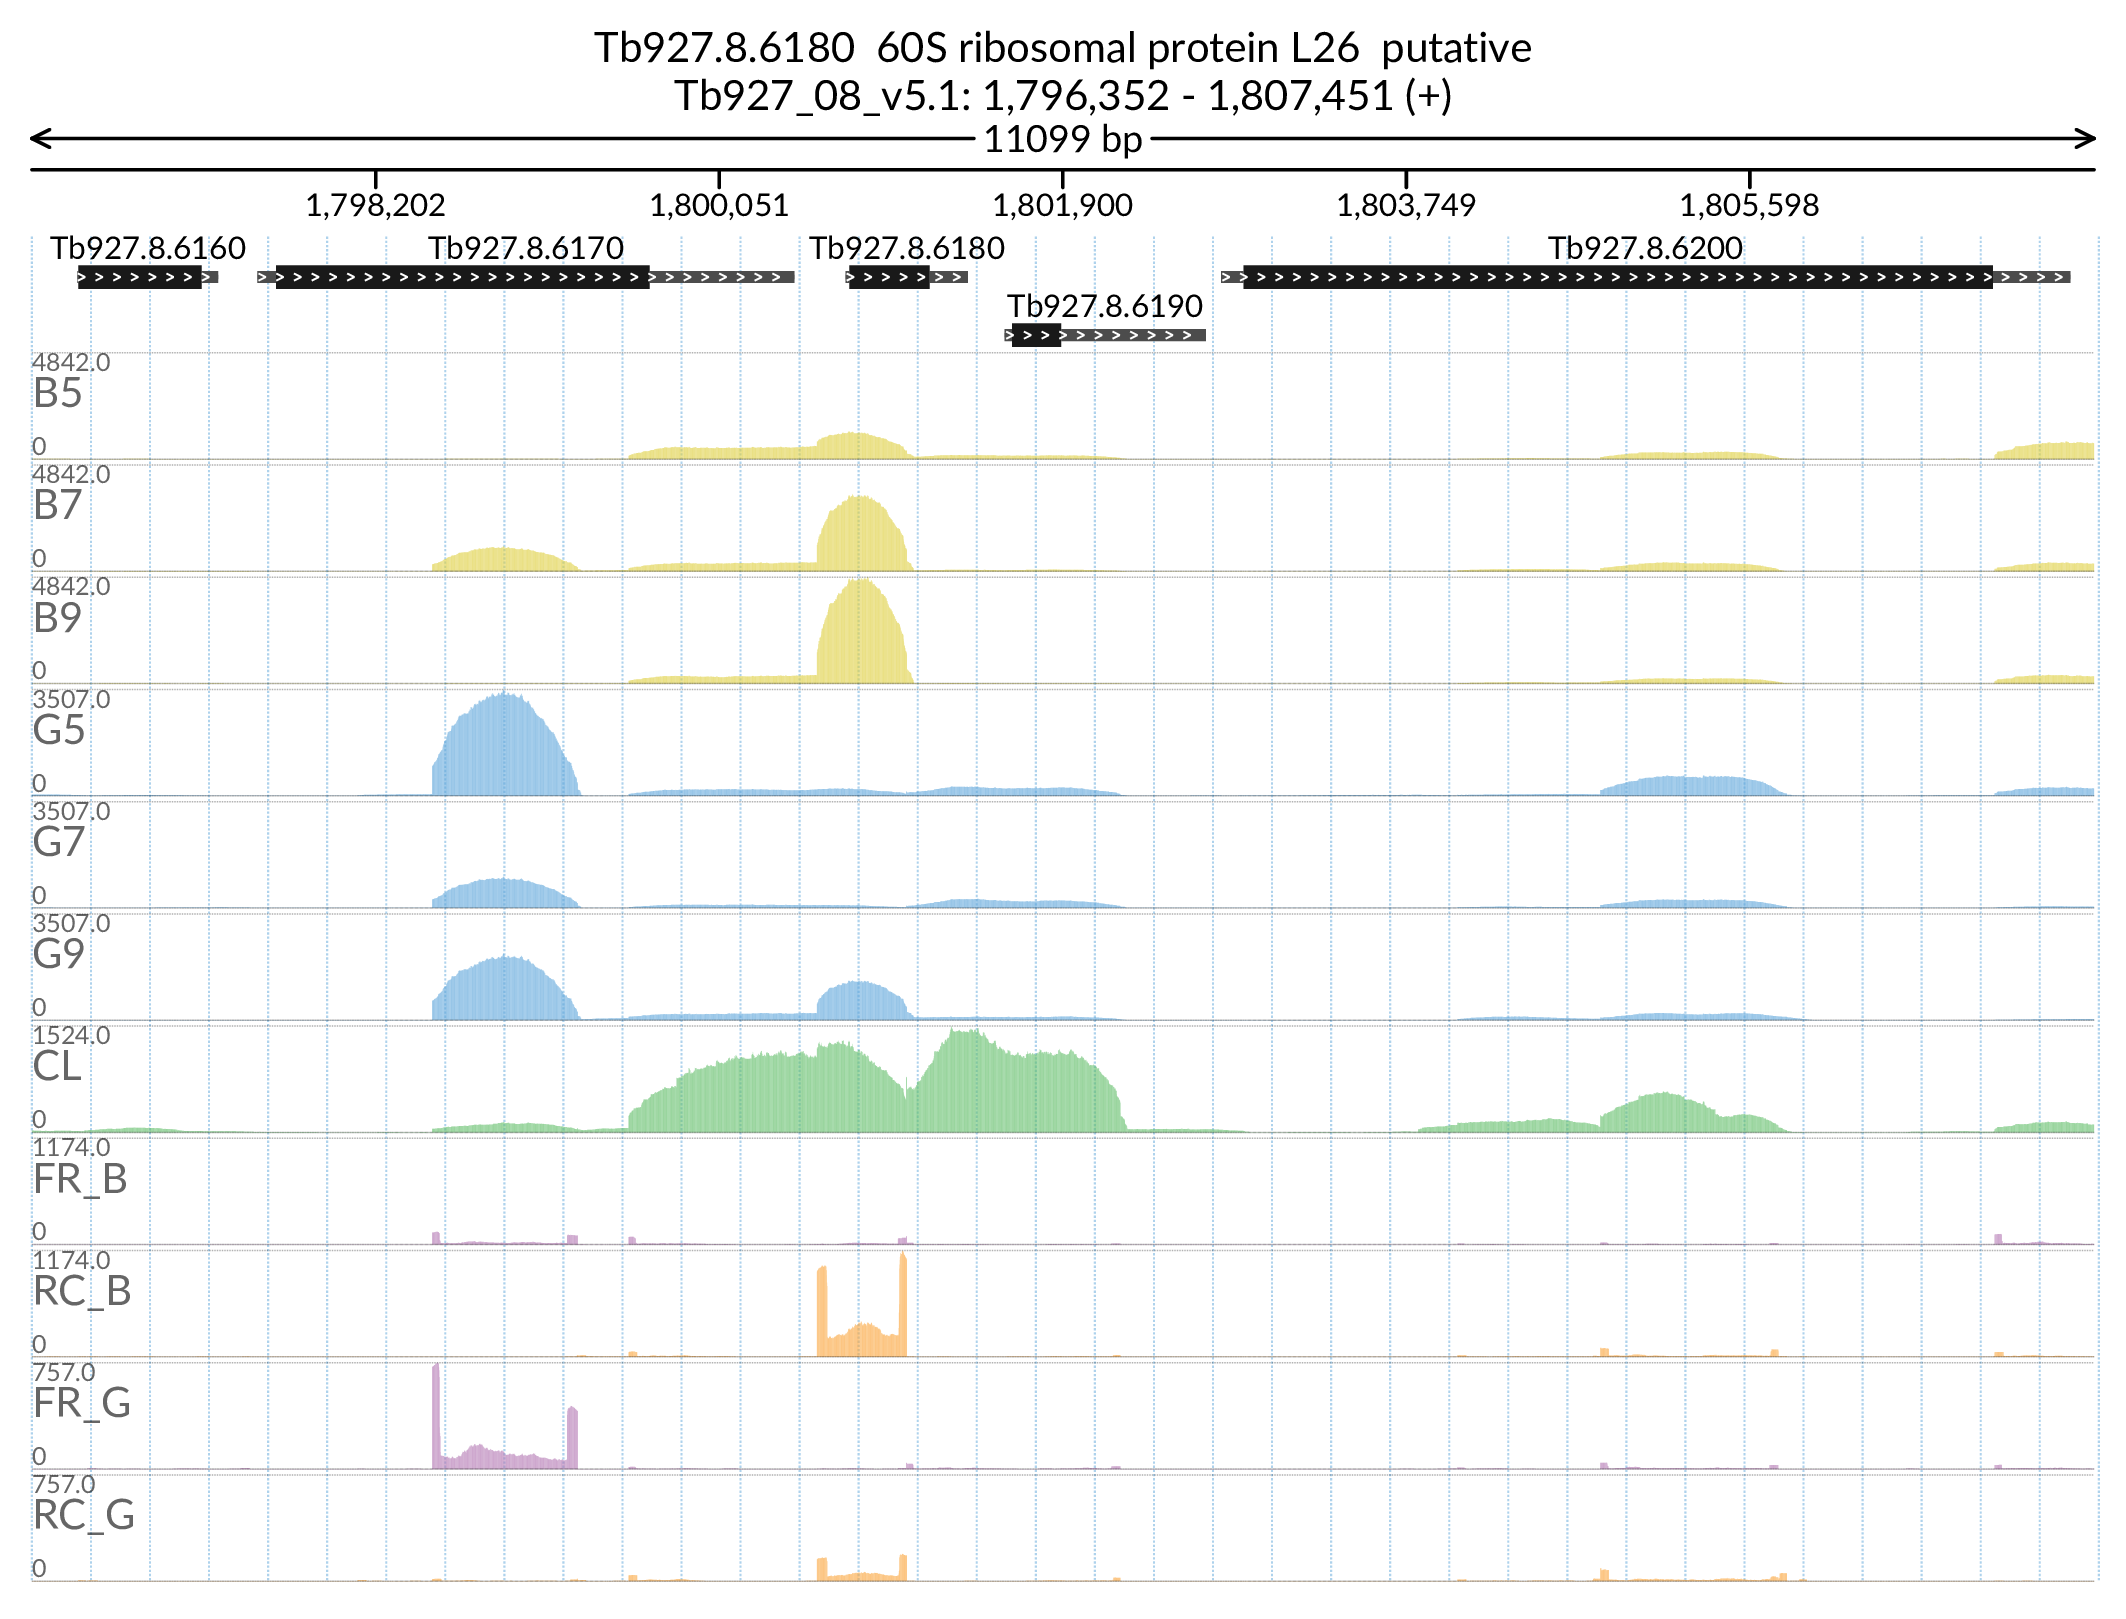 Tb927.8.6180  60S ribosomal protein L26  putative
Tb927_08_v5.1: 1,796,352 - 1,807,451 (+)
11099 bp
1,798,202 1,800,051 1,801,900 1,803,749 1,805,598
Tb927.8.6160 Tb927.8.6170 Tb927.8.6180 Tb927.8.6200
Tb927.8.6190
4842.0
B5
0
4842.0
B7
0
4842.0
B9
0
3507.0
G5
0
3507.0
G7
0
3507.0
G9
0
1524.0
CL
0
1174.0
FR_B
0
1174.0
RC_B
0
757.0
FR_G
0
757.0
RC_G
0